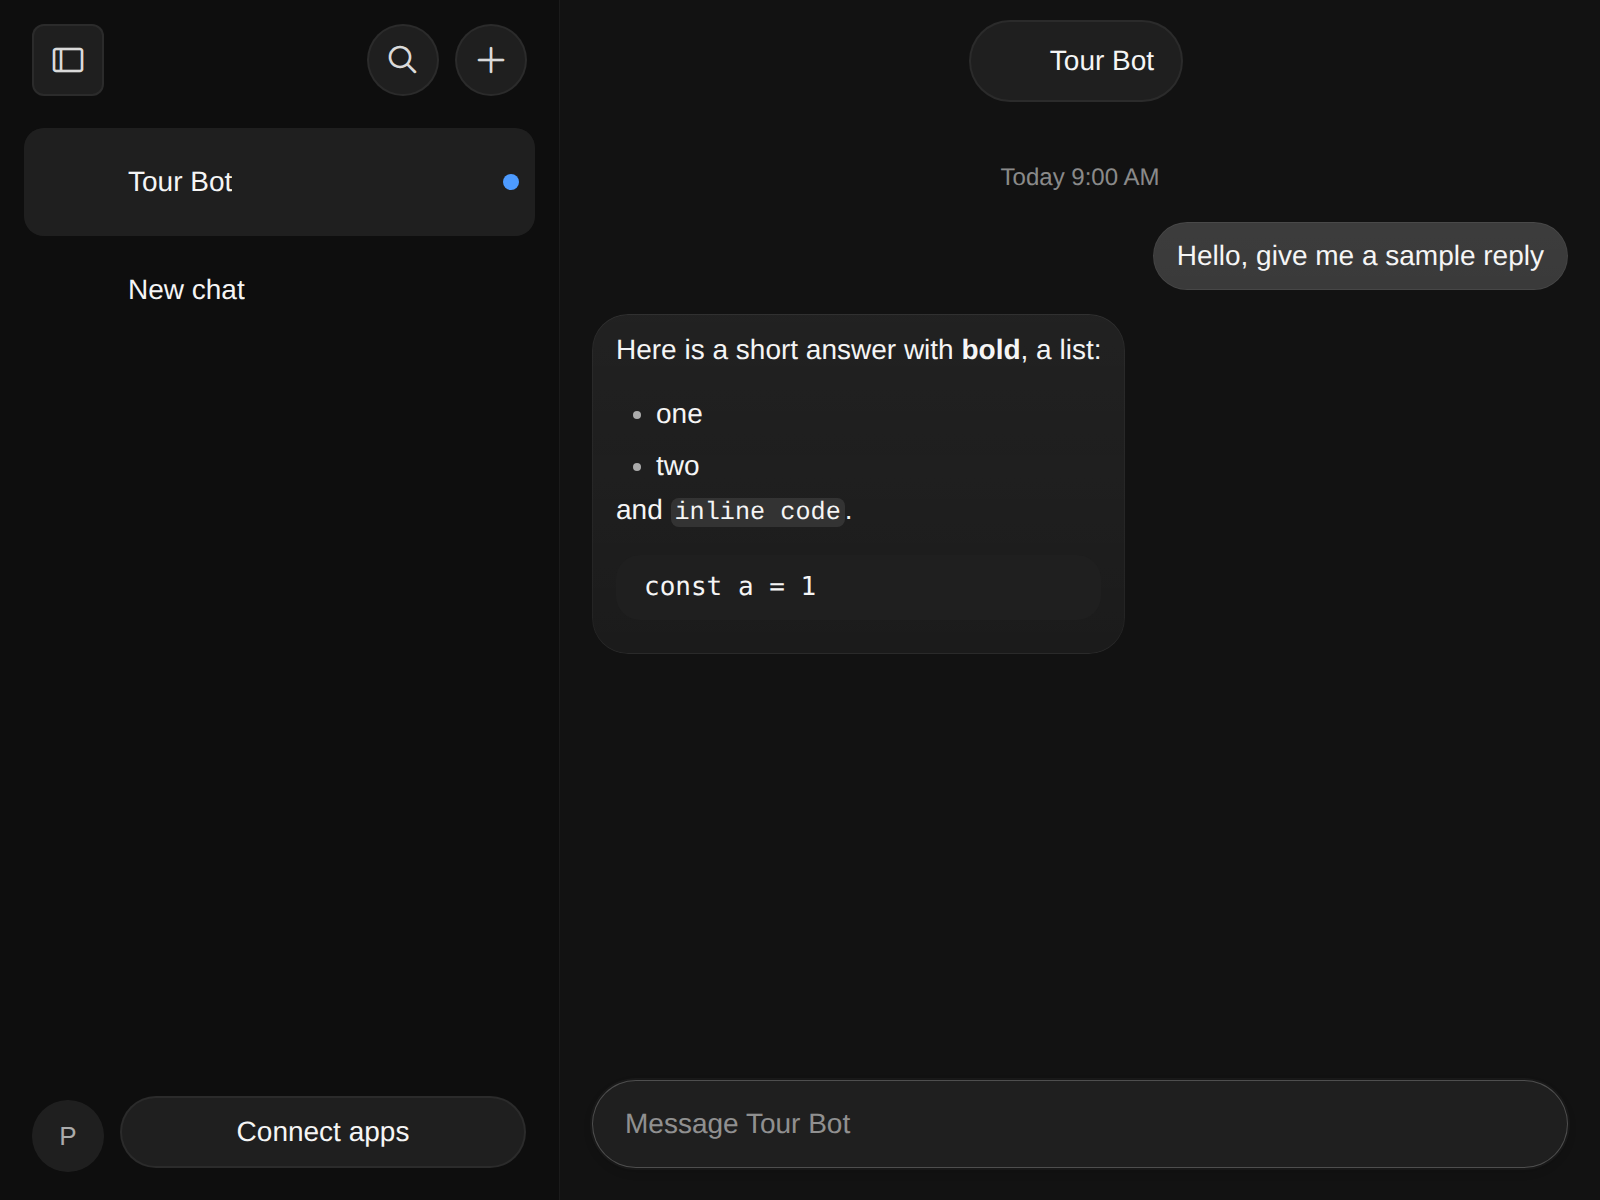 Tour Bot
New chat
P
Connect apps
Tour Bot
Today 9:00 AM
Hello, give me a sample reply
Here is a short answer with bold, a list:
one
two
and inline code.
const a = 1
Message Tour Bot